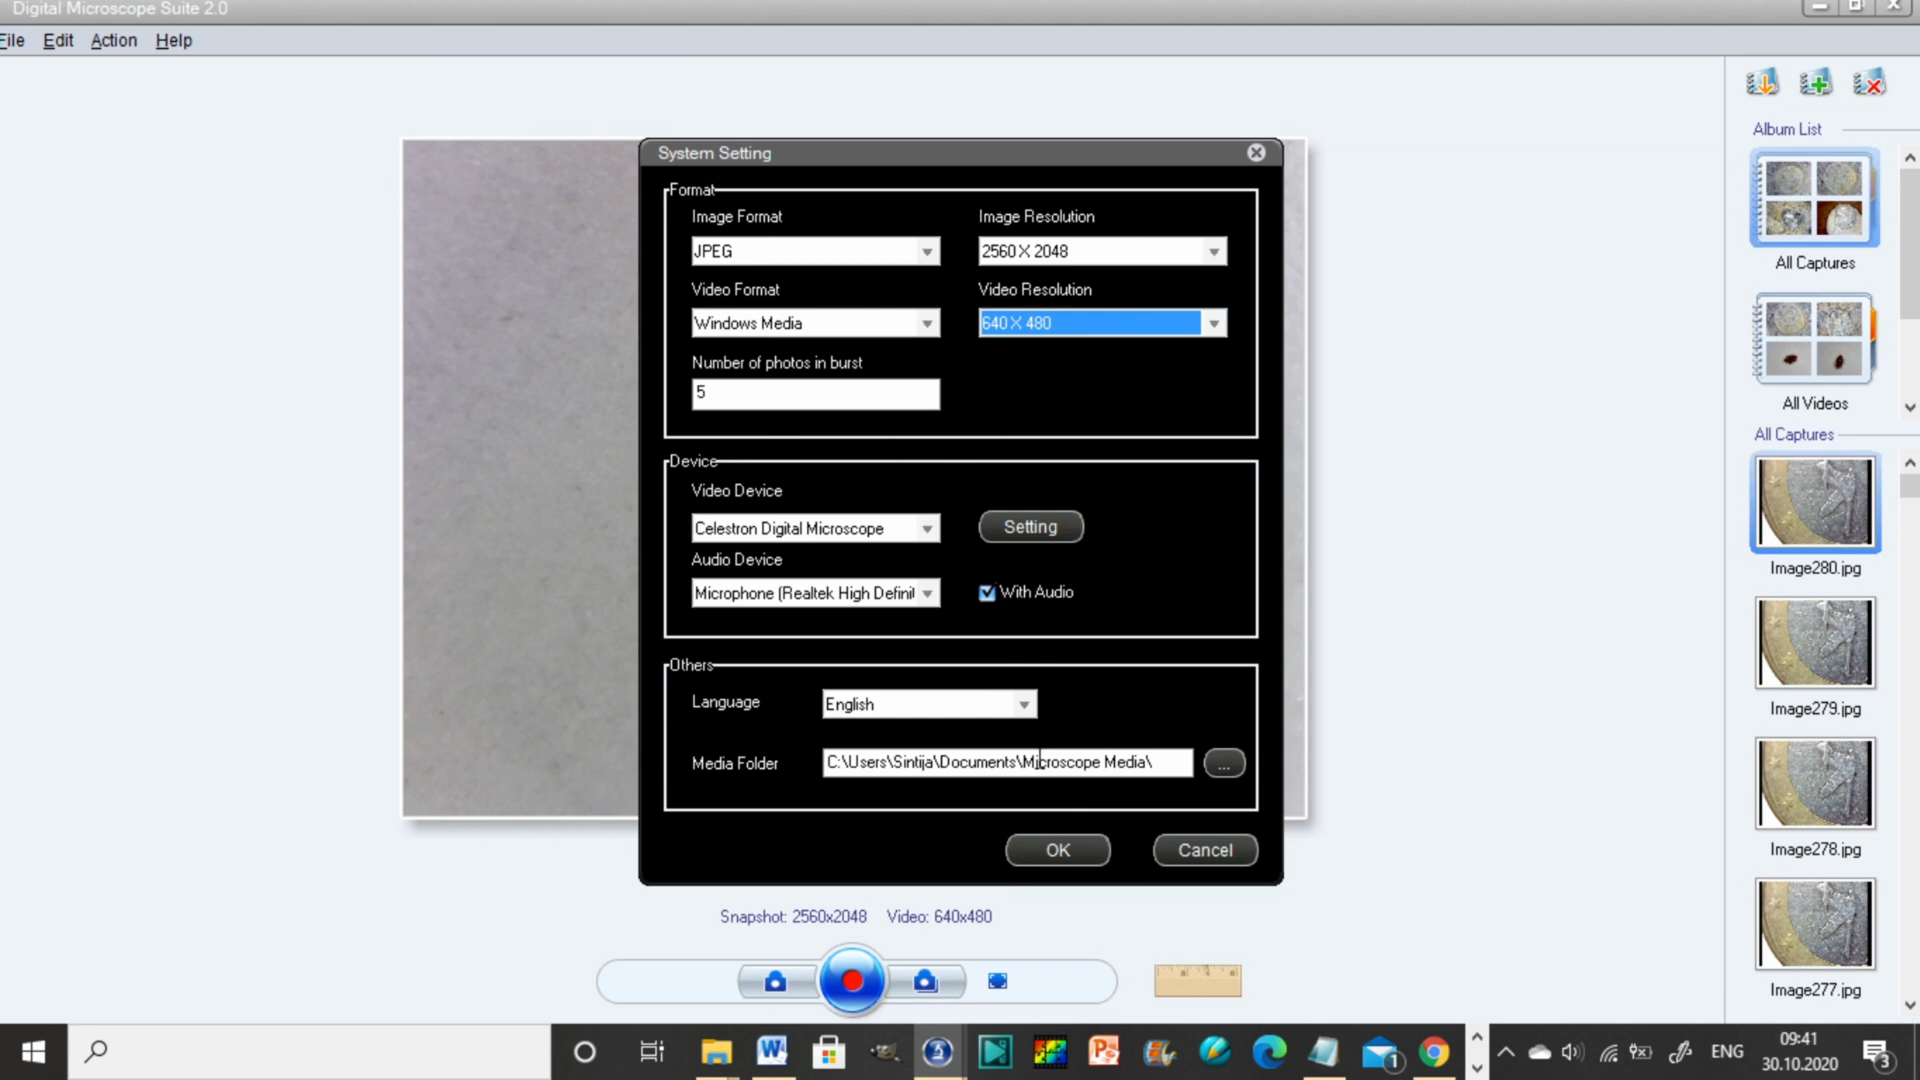 Digital Microscope Suite 2.0
File Edit Action Help
Album List
All Captures
All Videos
All Captures
Image280.jpg
Image279.jpg
Image278.jpg
Image277.jpg
System Setting
Format
Image Format
Image Resolution
JPEG
2560 X 2048
Video Format
Video Resolution
Windows Media
640 X 480
Number of photos in burst
5
Device
Video Device
Celestron Digital Microscope
Setting
Audio Device
Microphone (Realtek High Definit
With Audio
Others
Language
English
Media Folder
C:\Users\Sintija\Documents\Microscope Media\
...
OK
Cancel
Snapshot: 2560x2048 Video: 640x480
1
ENG
09:41
30.10.2020
3